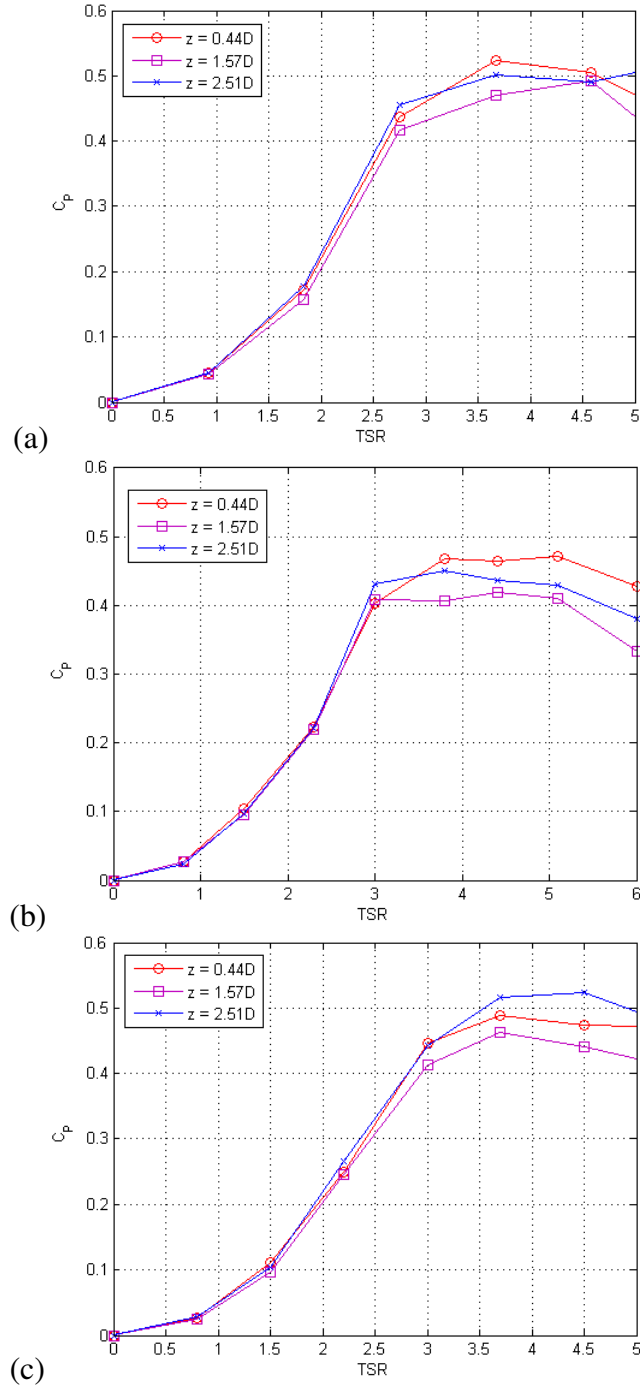 0.6
0.5
0.4
0.3
0.2
0.1
0
C_P
z = 0.44D
z = 1.57D
z = 2.51D
0 0.5 1 1.5 2 2.5 3 3.5 4 4.5 5
TSR
(a)
0.6
0.5
0.4
0.3
0.2
0.1
0
C_P
z = 0.44D
z = 1.57D
z = 2.51D
0 1 2 3 4 5 6
TSR
(b)
0.6
0.5
0.4
0.3
0.2
0.1
0
C_P
z = 0.44D
z = 1.57D
z = 2.51D
0 0.5 1 1.5 2 2.5 3 3.5 4 4.5 5
TSR
(c)